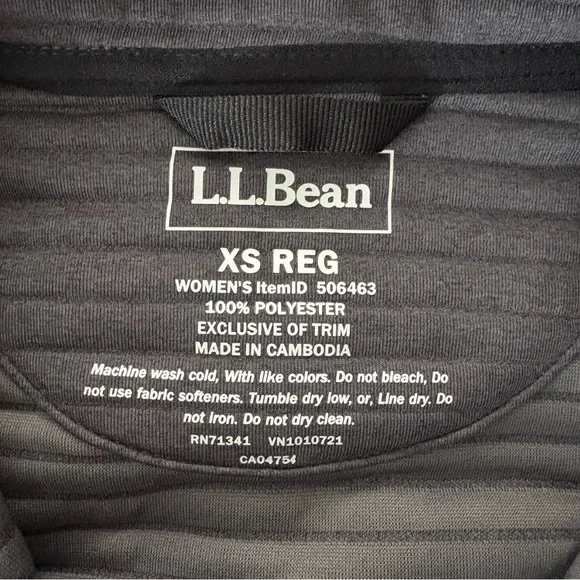 L.L.Bean
XS REG
WOMEN'S ItemID 506463
100% POLYESTER
EXCLUSIVE OF TRIM
MADE IN CAMBODIA
Machine wash cold, With like colors. Do not bleach, Do
not use fabric softeners. Tumble dry low, or, Line dry. Do
not iron. Do not dry clean.
RN71341 VN1010721
CA04754